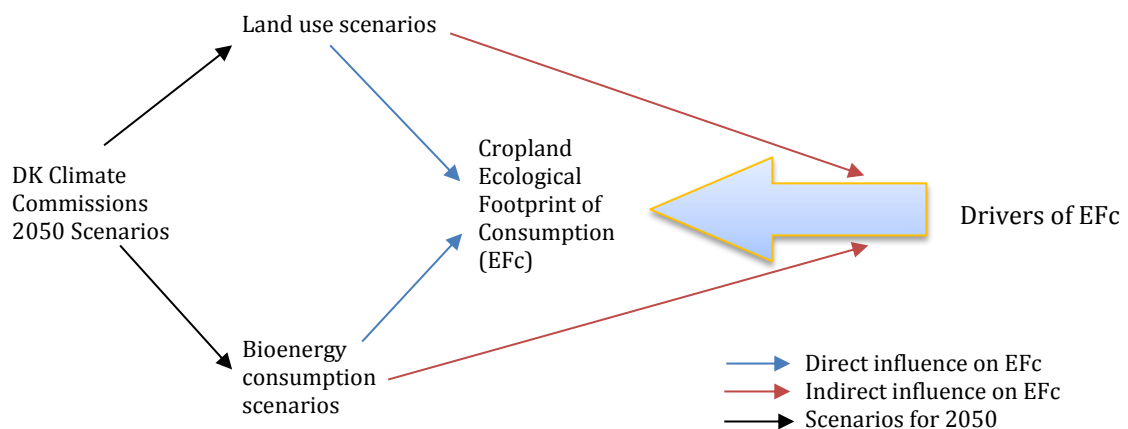 Land use scenarios
DK Climate
Commissions
2050 Scenarios
Cropland
Ecological
Footprint of
Consumption
(EFc)
Drivers of EFc
Bioenergy
consumption
scenarios
Direct influence on EFc
Indirect influence on EFc
Scenarios for 2050